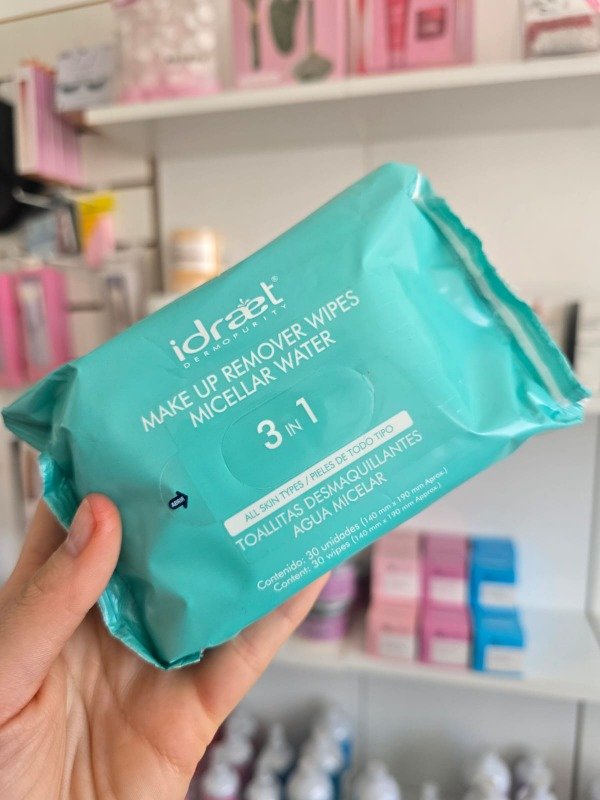 idraet®
DERMOPURITY
MAKE UP REMOVER WIPES
MICELLAR WATER
3 IN 1
ALL SKIN TYPES / PIELES DE TODO TIPO
TOALLITAS DESMAQUILLANTES
AGUA MICELAR
Contenido: 30 unidades (140 mm x 190 mm Aprox.)
Content: 30 wipes (140 mm x 190 mm Approx.)